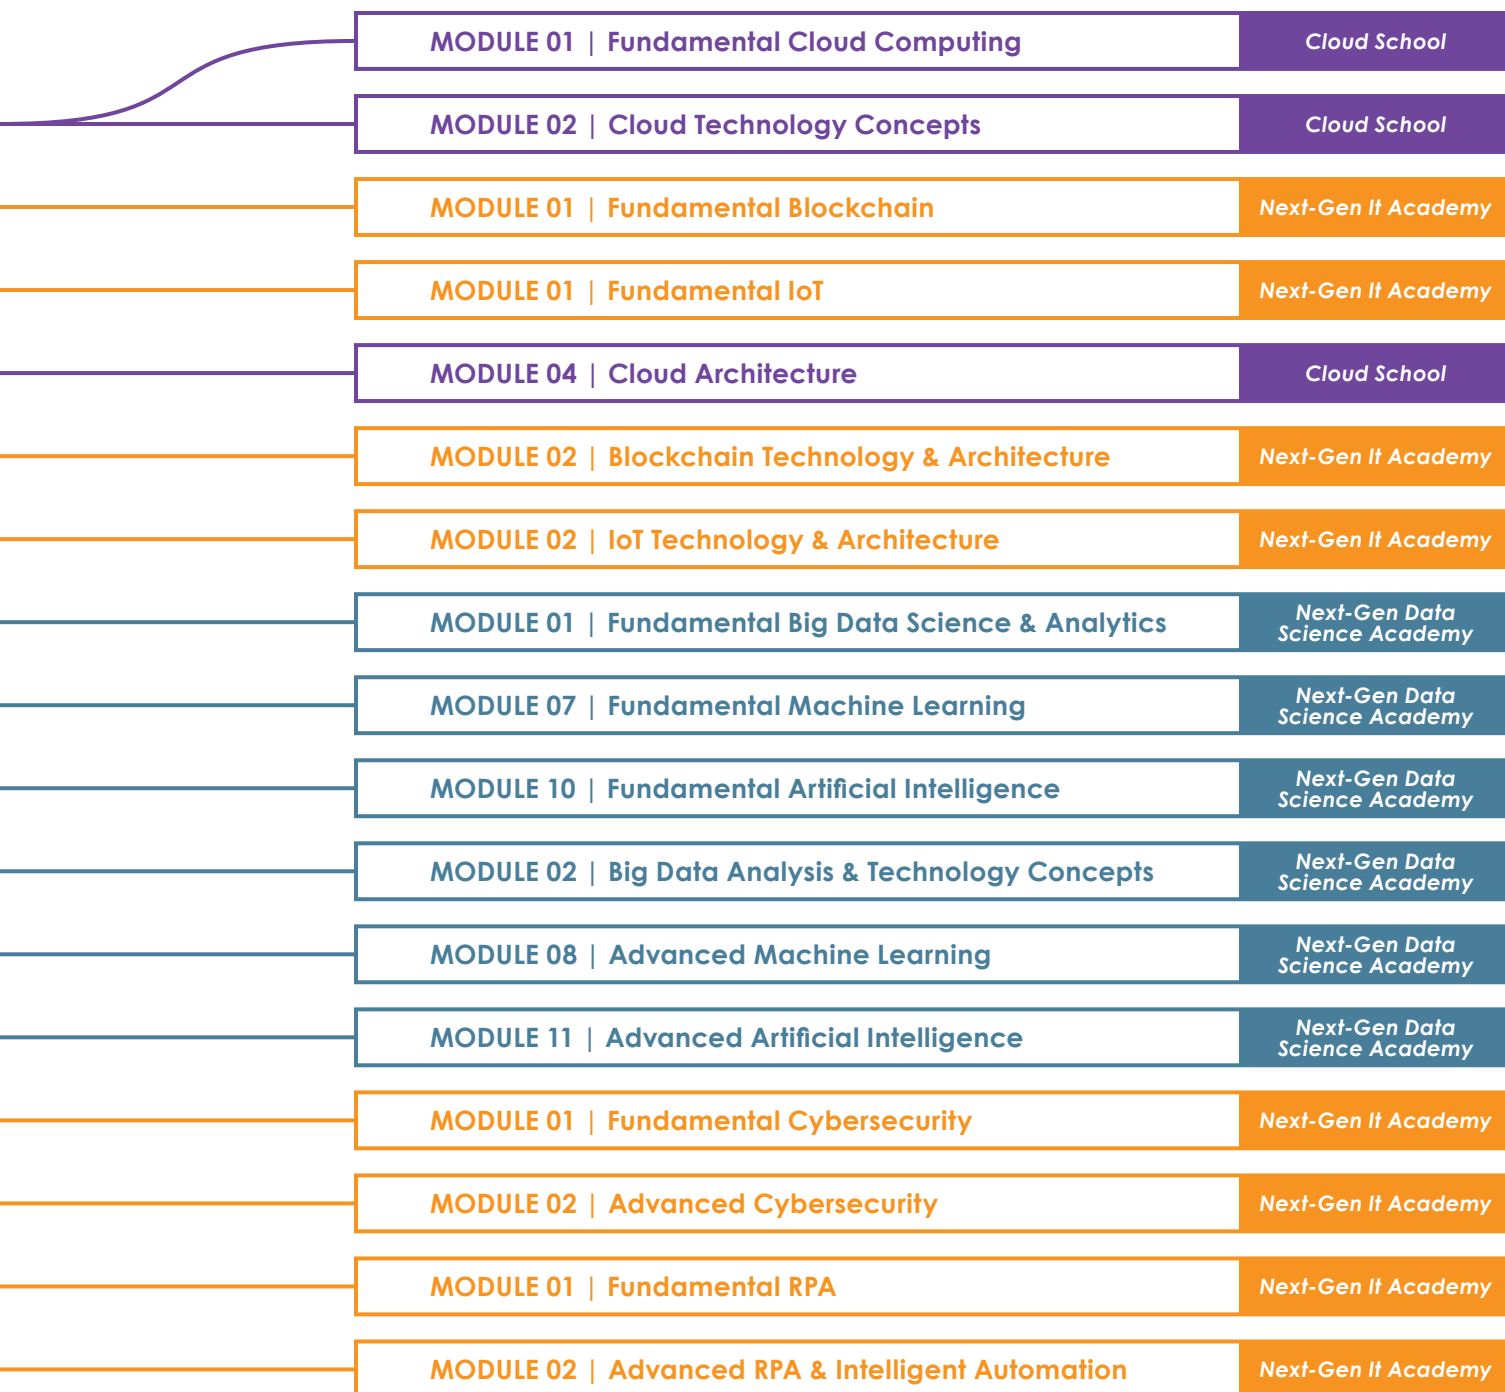 MODULE 01 | Fundamental Cloud Computing
Cloud School
MODULE 02 | Cloud Technology Concepts
Cloud School
MODULE 01 | Fundamental Blockchain
Next-Gen It Academy
MODULE 01 | Fundamental IoT
Next-Gen It Academy
MODULE 04 | Cloud Architecture
Cloud School
MODULE 02 | Blockchain Technology & Architecture
Next-Gen It Academy
MODULE 02 | IoT Technology & Architecture
Next-Gen It Academy
MODULE 01 | Fundamental Big Data Science & Analytics
Next-Gen Data
Science Academy
MODULE 07 | Fundamental Machine Learning
Next-Gen Data
Science Academy
MODULE 10 | Fundamental Artificial Intelligence
Next-Gen Data
Science Academy
MODULE 02 | Big Data Analysis & Technology Concepts
Next-Gen Data
Science Academy
MODULE 08 | Advanced Machine Learning
Next-Gen Data
Science Academy
MODULE 11 | Advanced Artificial Intelligence
Next-Gen Data
Science Academy
MODULE 01 | Fundamental Cybersecurity
Next-Gen It Academy
MODULE 02 | Advanced Cybersecurity
Next-Gen It Academy
MODULE 01 | Fundamental RPA
Next-Gen It Academy
MODULE 02 | Advanced RPA & Intelligent Automation
Next-Gen It Academy